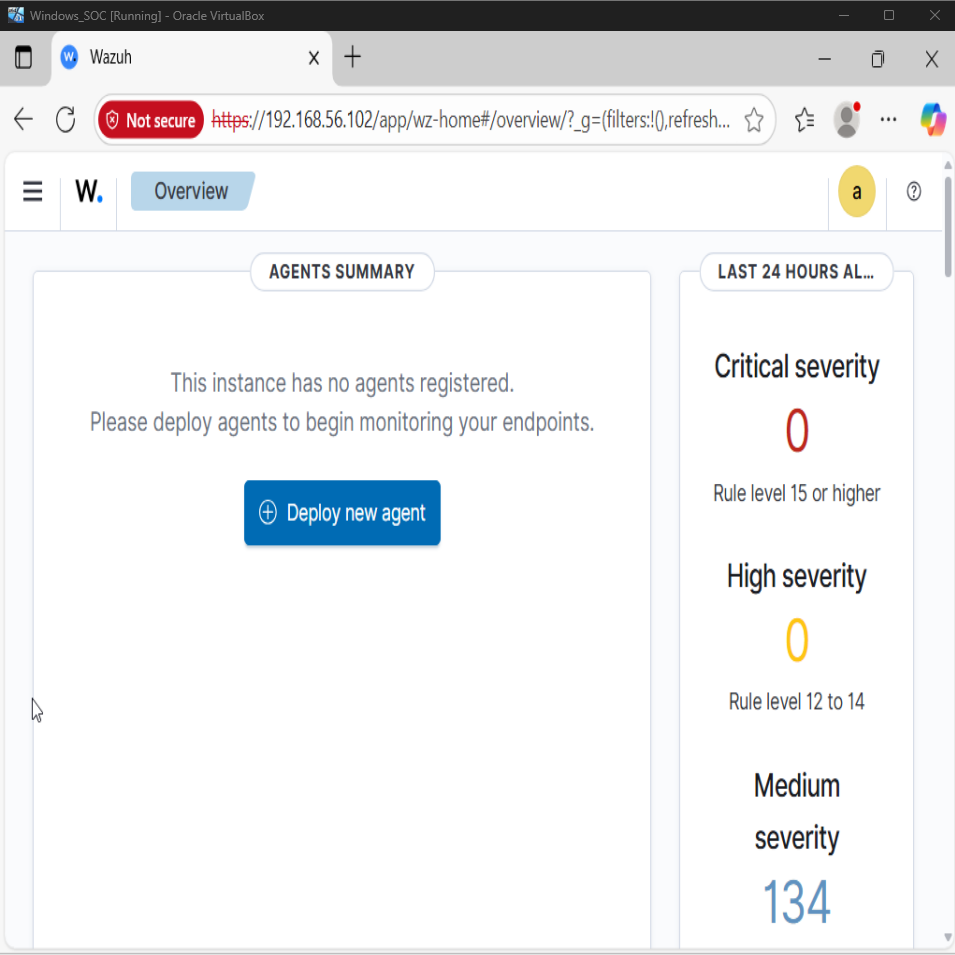 Windows_SOC [Running] - Oracle VirtualBox
Wazuh
Not secure https://192.168.56.102/app/wz-home#/overview/?_g=(filters:!(),refresh...
W. Overview a
AGENTS SUMMARY
This instance has no agents registered.
Please deploy agents to begin monitoring your endpoints.
Deploy new agent
LAST 24 HOURS AL...
Critical severity
0
Rule level 15 or higher
High severity
0
Rule level 12 to 14
Medium
severity
134